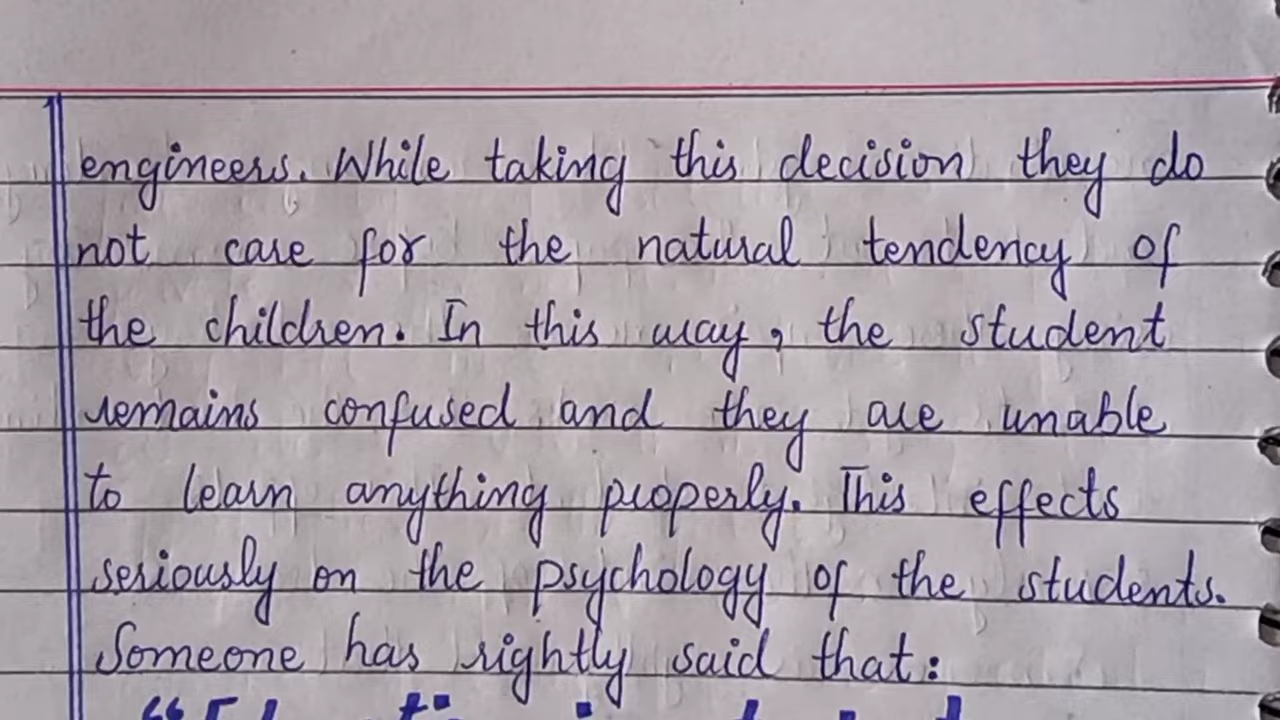 engineers. While taking this decision they do
not care for the natural tendency of
the children. In this way, the student
remains confused and they are unable
to learn anything properly. This effects
seriously on the psychology of the students.
Someone has rightly said that: